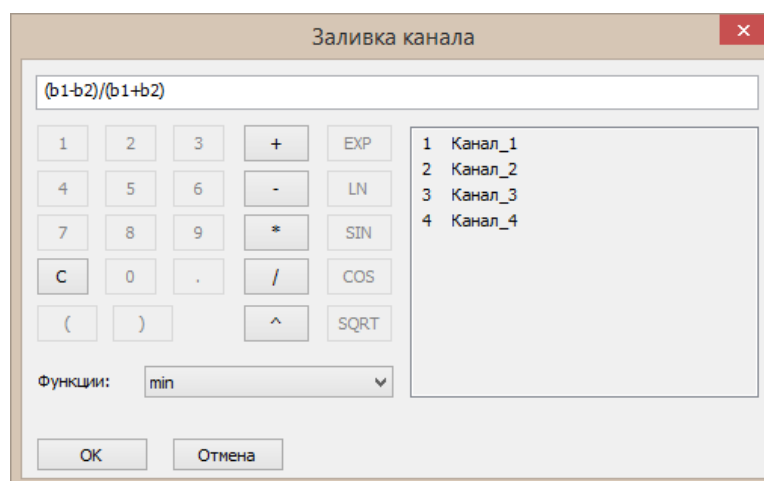 Заливка канала
×
(b1-b2)/(b1+b2)
1 2 3 + EXP
4 5 6 - LN
7 8 9 * SIN
C 0 . / COS
( ) ^ SQRT
1 Канал_1
2 Канал_2
3 Канал_3
4 Канал_4
Функции: min
OK Отмена